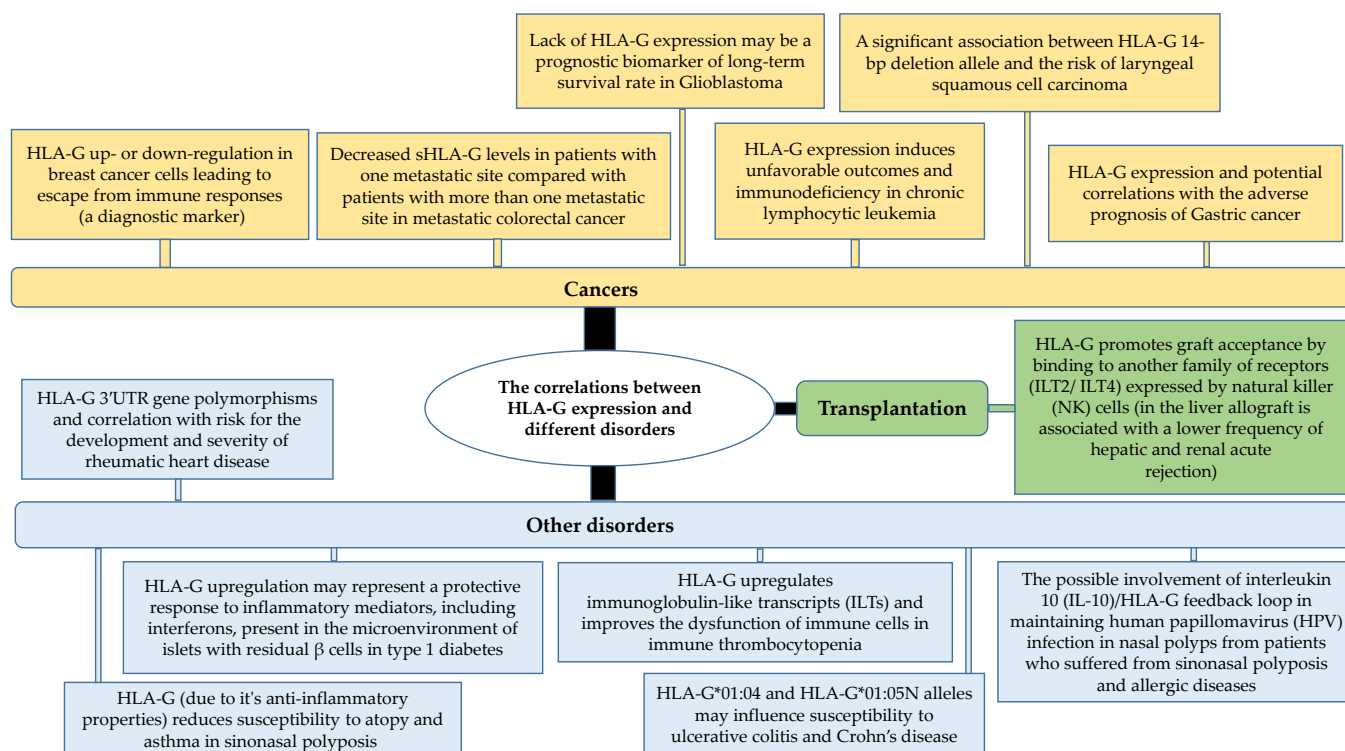 Lack of HLA-G expression may be a
prognostic biomarker of long-term
survival rate in Glioblastoma
A significant association between HLA-G 14-
bp deletion allele and the risk of laryngeal
squamous cell carcinoma
HLA-G up- or down-regulation in
breast cancer cells leading to
escape from immune responses
(a diagnostic marker)
Decreased sHLA-G levels in patients with
one metastatic site compared with
patients with more than one metastatic
site in metastatic colorectal cancer
HLA-G expression induces
unfavorable outcomes and
immunodeficiency in chronic
lymphocytic leukemia
HLA-G expression and potential
correlations with the adverse
prognosis of Gastric cancer
Cancers
The correlations between
HLA-G expression and
different disorders
Transplantation
HLA-G promotes graft acceptance by
binding to another family of receptors
(ILT2/ ILT4) expressed by natural killer
(NK) cells (in the liver allograft is
associated with a lower frequency of
hepatic and renal acute
rejection)
HLA-G 3'UTR gene polymorphisms
and correlation with risk for the
development and severity of
rheumatic heart disease
Other disorders
HLA-G upregulation may represent a protective
response to inflammatory mediators, including
interferons, present in the microenvironment of
islets with residual β cells in type 1 diabetes
HLA-G upregulates
immunoglobulin-like transcripts (ILTs) and
improves the dysfunction of immune cells in
immune thrombocytopenia
The possible involvement of interleukin
10 (IL-10)/HLA-G feedback loop in
maintaining human papillomavirus (HPV)
infection in nasal polyps from patients
who suffered from sinonasal polyposis
and allergic diseases
HLA-G (due to it's anti-inflammatory
properties) reduces susceptibility to atopy and
asthma in sinonasal polyposis
HLA-G*01:04 and HLA-G*01:05N alleles
may influence susceptibility to
ulcerative colitis and Crohn's disease